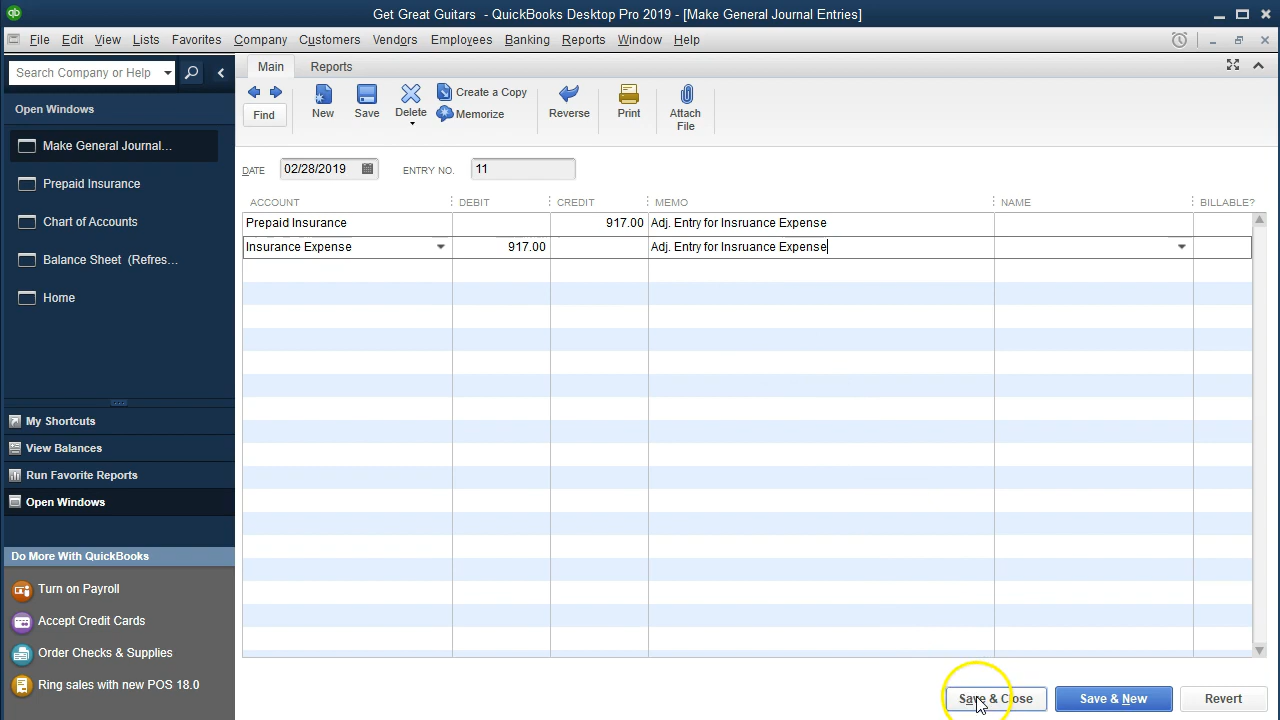 Get Great Guitars - QuickBooks Desktop Pro 2019 - [Make General Journal Entries]
File Edit View Lists Favorites Company Customers Vendors Employees Banking Reports Window Help
Search Company or Help
Main Reports
Open Windows
Find
New
Save
Delete
Create a Copy
Memorize
Reverse
Print
Attach
File
Make General Journal...
Prepaid Insurance
Chart of Accounts
Balance Sheet (Refres...
Home
DATE 02/28/2019 ENTRY NO. 11
ACCOUNT DEBIT CREDIT MEMO NAME BILLABLE?
Prepaid Insurance 917.00 Adj. Entry for Insruance Expense
Insurance Expense 917.00 Adj. Entry for Insruance Expense
My Shortcuts
View Balances
Run Favorite Reports
Open Windows
Do More With QuickBooks
Turn on Payroll
Accept Credit Cards
Order Checks & Supplies
Ring sales with new POS 18.0
Save & Close Save & New Revert